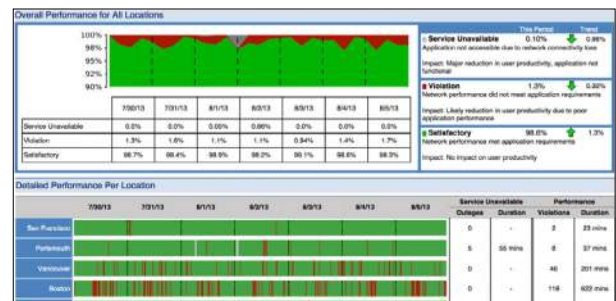 Overall Performance for All Locations
This Period Trend
100%
98%
95%
92%
90%
Service Unavailable 0.10% 0.96%
Application not accessible due to network connectivity loss
Impact: Major reduction in user productivity, application not functional
Violation 1.3% 0.32%
Network performance did not meet application requirements
Impact: Likely reduction in user productivity due to poor application performance
Satisfactory 98.6% 1.3%
Network performance met application requirements
Impact: No impact on user productivity
7/30/13 7/31/13 8/1/13 8/2/13 8/3/13 8/4/13 8/5/13
Service Unavailable 0.0% 0.0% 0.05% 0.66% 0.0% 0.0% 0.0%
Violation 1.3% 1.6% 1.1% 1.1% 0.94% 1.4% 1.7%
Satisfactory 98.7% 98.4% 98.9% 98.2% 99.1% 98.6% 98.3%
Detailed Performance Per Location
7/30/13 7/31/13 8/1/13 8/2/13 8/3/13 8/4/13 8/5/13
Service Unavailable Performance
Outages Duration Violations Duration
San Francisco 0 - 2 23 mins
Portsmouth 5 55 mins 8 37 mins
Vancouver 0 - 46 201 mins
Boston 0 - 118 622 mins